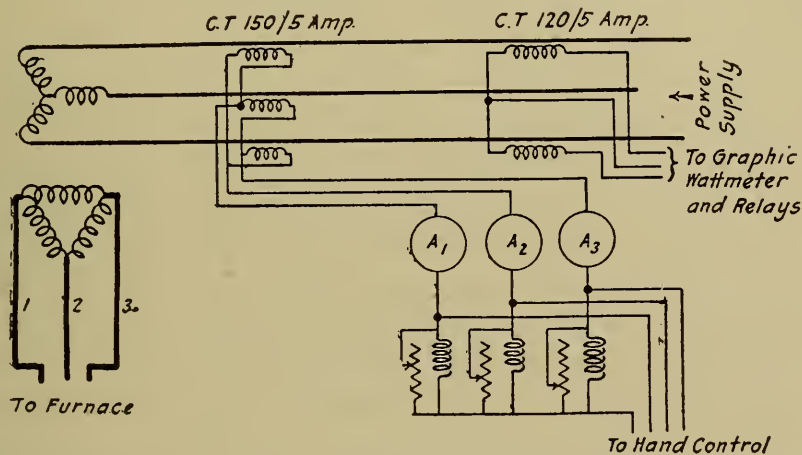 C.T 150/5 Amp.
C.T 120/5 Amp.
Power
Supply
To Graphic
Wattmeter
and Relays
A1
A2
A3
1
2
3.
To Furnace
To Hand Control